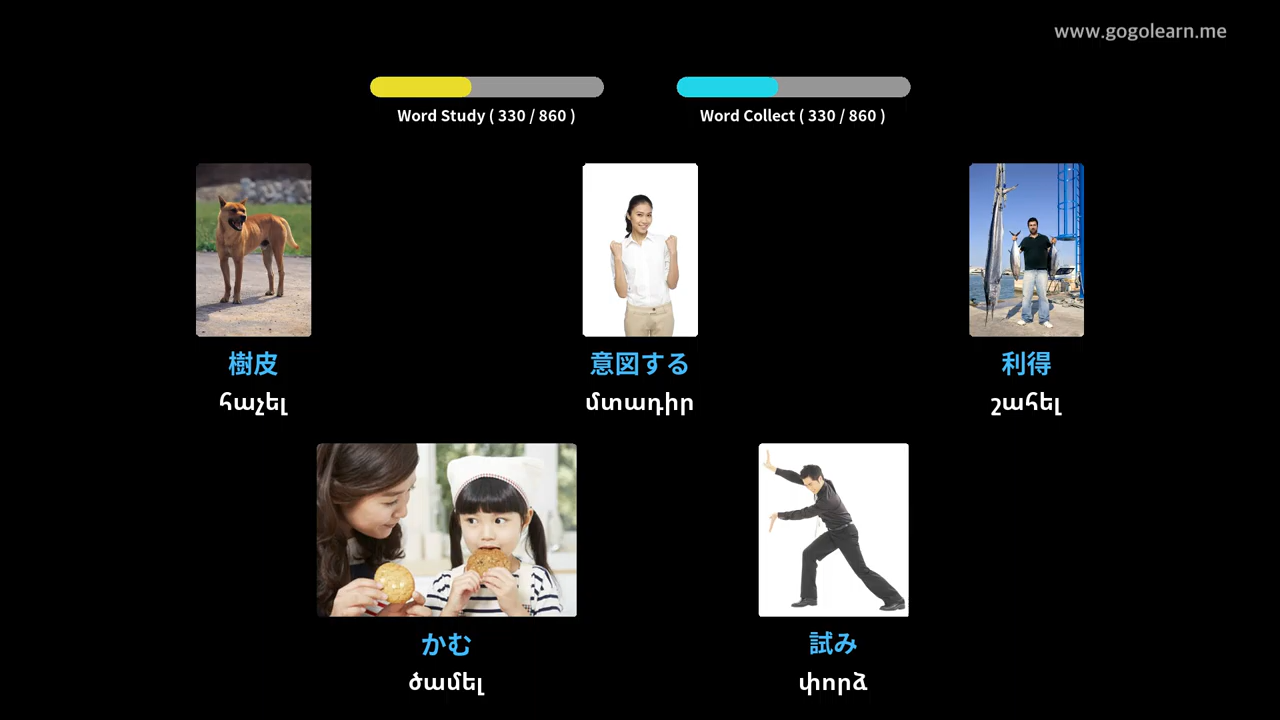 www.gogolearn.me
Word Study ( 330 / 860 )
Word Collect ( 330 / 860 )
樹皮
հաչել
意図する
մտադիր
利得
շահել
かむ
ծամել
試み
փորձ